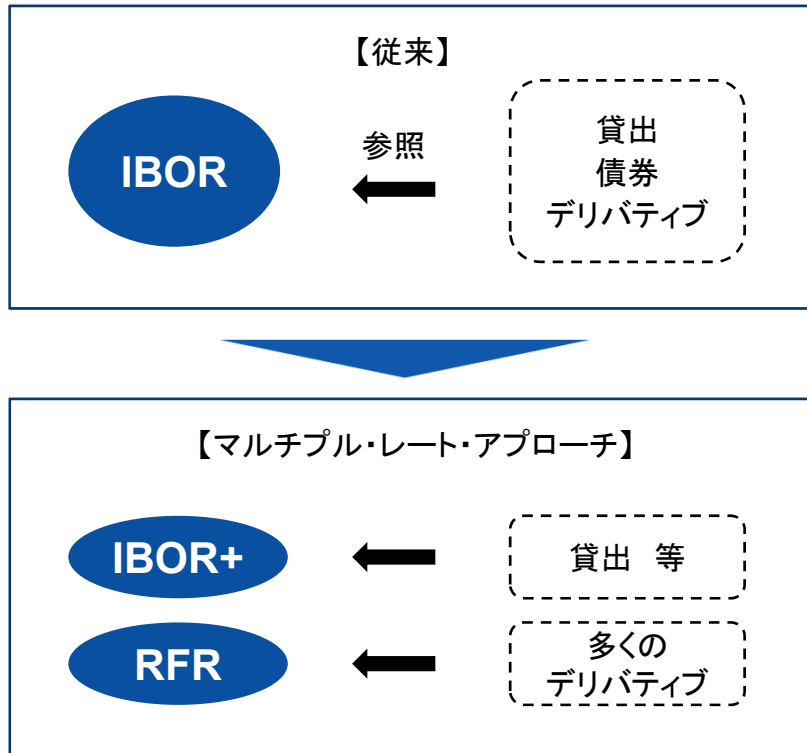 【従来】
IBOR
参照
貸出
債券
デリバティブ
【マルチプル・レート・アプローチ】
IBOR+
貸出　等
RFR
多くの
デリバティブ